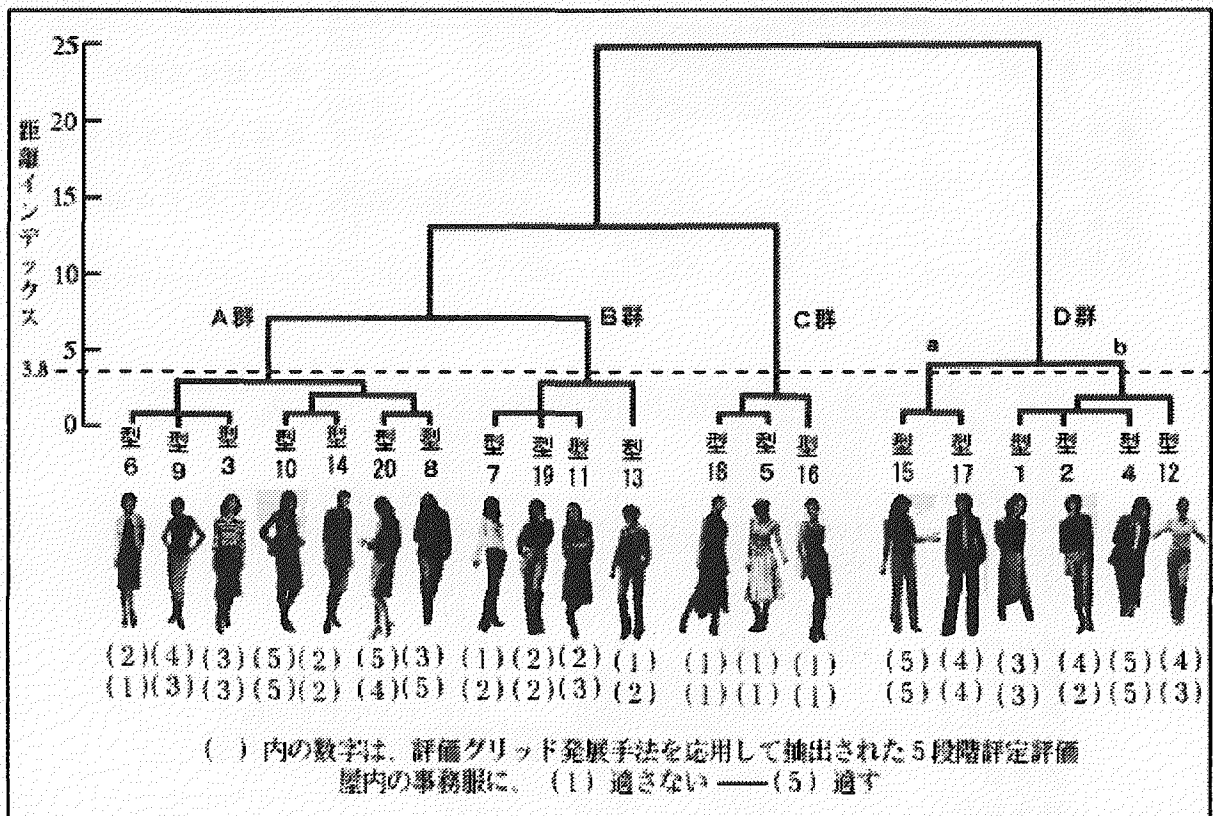 25
20
15
10
5
3.8
0
距離インデックス
A群 B群 C群 D群
a b
型 型 型 型 型 型 型 型 型 型 型 型 型 型 型 型 型 型 型 型
6 9 3 10 14 20 8 7 19 11 13 18 5 16 15 17 1 2 4 12
(2)(4)(3)(5)(2)(5)(3)(1)(2)(2)(1)(1)(1)(1)(5)(4)(3)(4)(5)(4)
(1)(3)(3)(5)(2)(4)(5)(2)(2)(3)(2)(1)(1)(1)(5)(4)(3)(2)(5)(3)
( )内の数字は、評価グリッド発展手法を応用して抽出された5段階評定評価
屋内の事務服に、(1)適さない——(5)適す